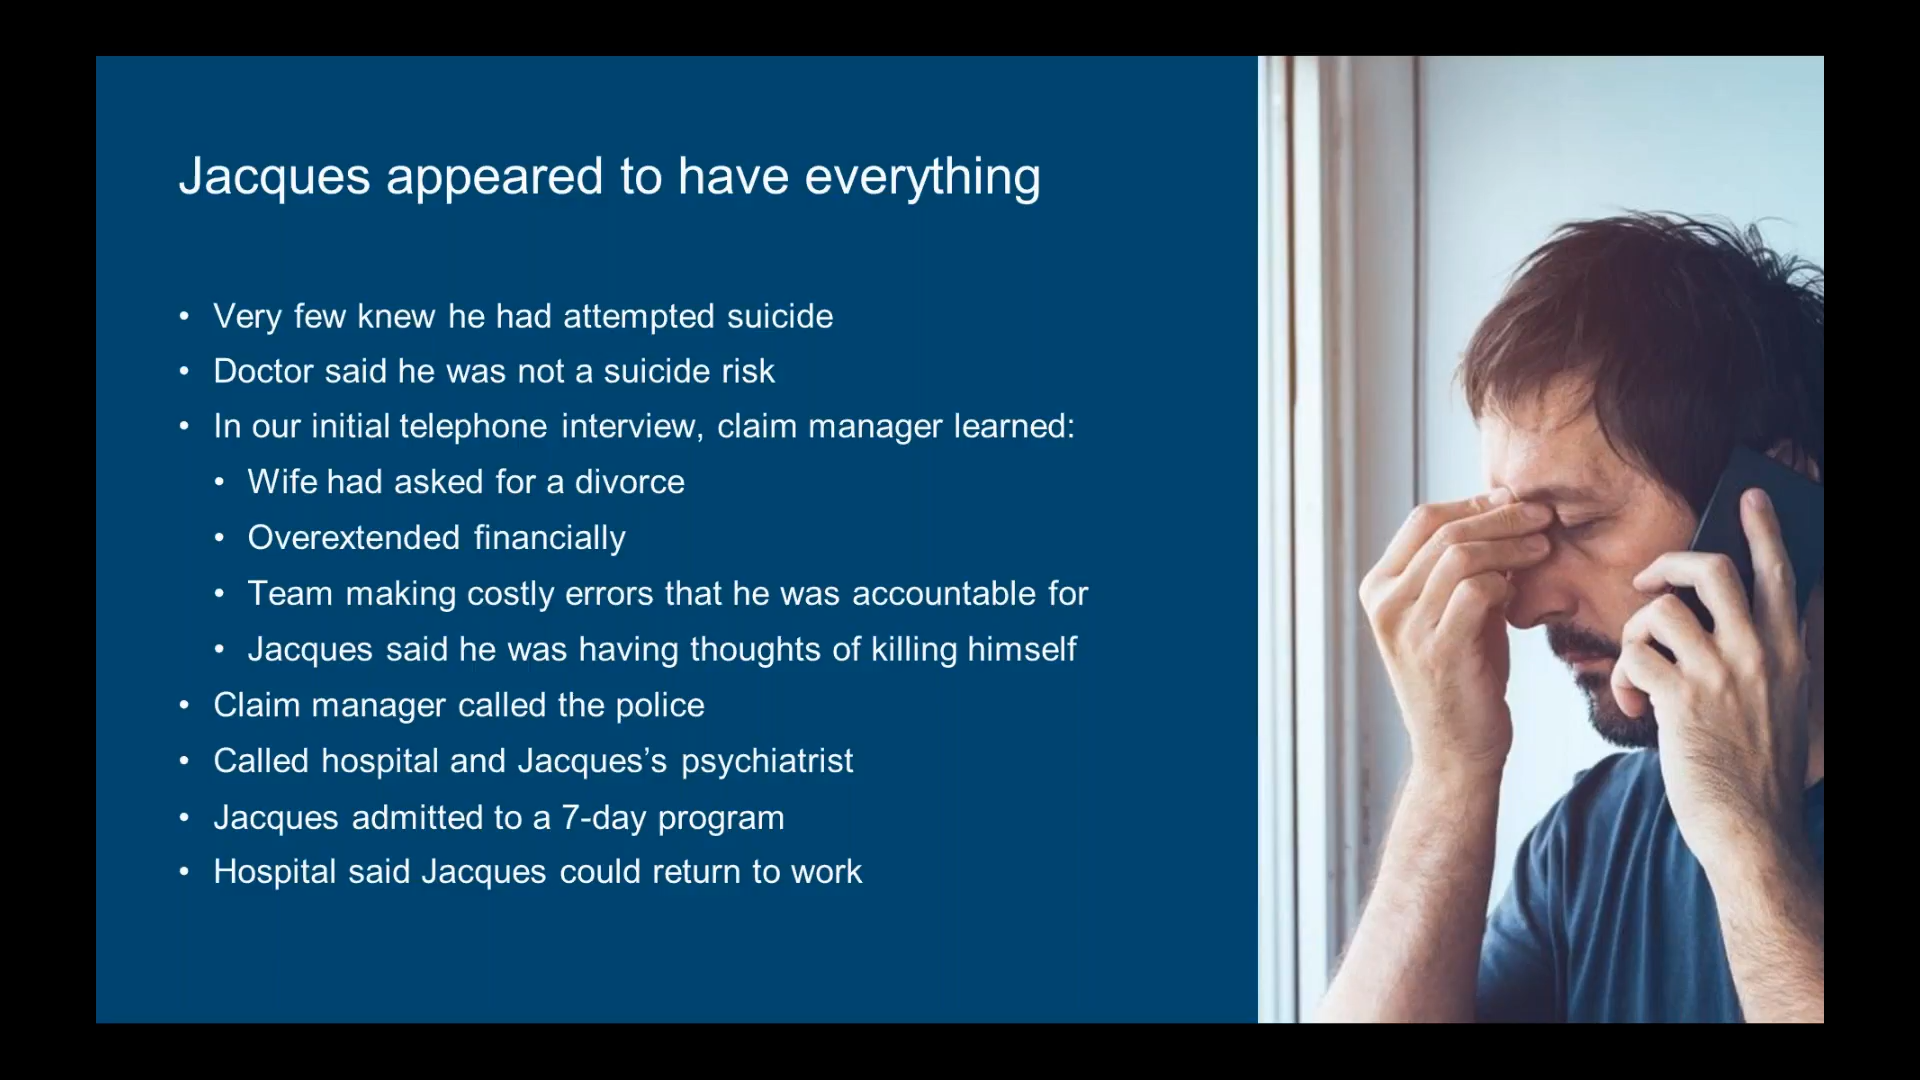 Jacques appeared to have everything
• Very few knew he had attempted suicide
• Doctor said he was not a suicide risk
• In our initial telephone interview, claim manager learned:
• Wife had asked for a divorce
• Overextended financially
• Team making costly errors that he was accountable for
• Jacques said he was having thoughts of killing himself
• Claim manager called the police
• Called hospital and Jacques’s psychiatrist
• Jacques admitted to a 7-day program
• Hospital said Jacques could return to work